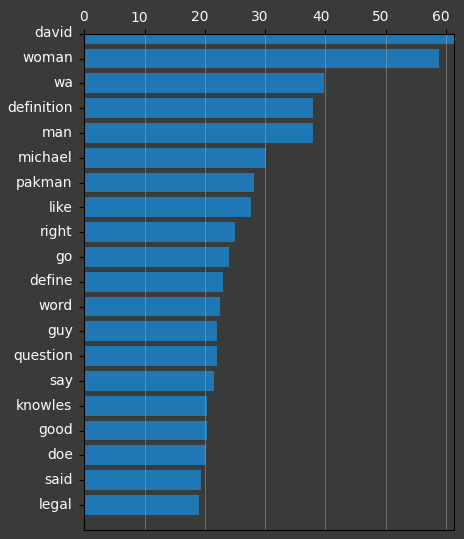 0 10 20 30 40 50 60
david
woman
wa
definition
man
michael
pakman
like
right
go
define
word
guy
question
say
knowles
good
doe
said
legal